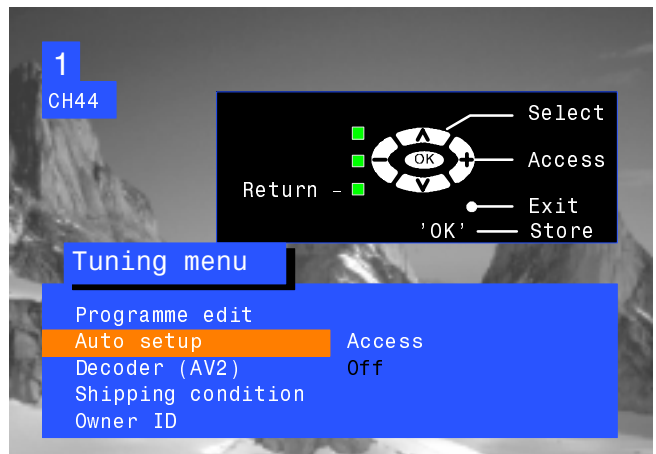 1
CH44
Select
OK
Access
Return
Exit
'OK' Store
Tuning menu
Programme edit
Auto setup Access
Decoder (AV2) Off
Shipping condition
Owner ID